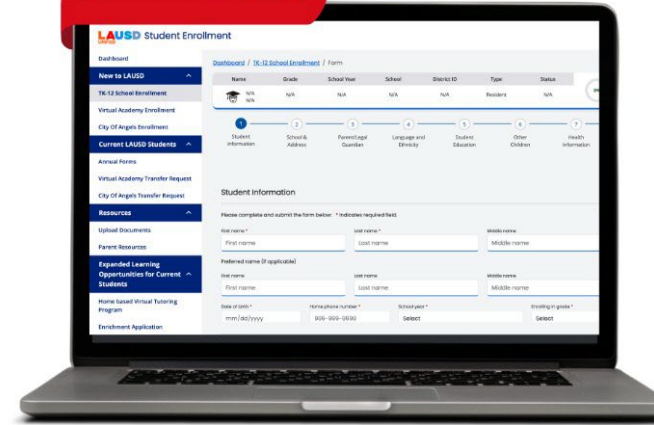 LAUSD Student Enrollment
UNIFIED
Dashboard
New to LAUSD
TK-12 School Enrollment
Virtual Academy Enrollment
City Of Angels Enrollment
Current LAUSD Students
Annual Forms
Virtual Academy Transfer Request
City Of Angels Transfer Request
Resources
Upload Documents
Parent Resources
Expanded Learning
Opportunities for Current
Students
Home based Virtual Tutoring
Program
Enrichment Application
Dashboard / TK-12 School Enrollment / Form
Name Grade School Year School District ID Type Status
N/A N/A N/A N/A N/A Resident N/A
N/A
1 2 3 4 5 6 7
Student School & Parent/Legal Language and Student Other Health
Information Address Guardian Ethnicity Education Children Information
Student Information
Please complete and submit the form below. * Indicates required field.
First name * Last name * Middle name
First name Last name Middle name
Preferred name (if applicable)
First name Last name Middle name
First name Last name Middle name
Date of birth * Home phone number * School year * Enrolling in grade *
mm/dd/yyyy 999-999-9999 Select Select